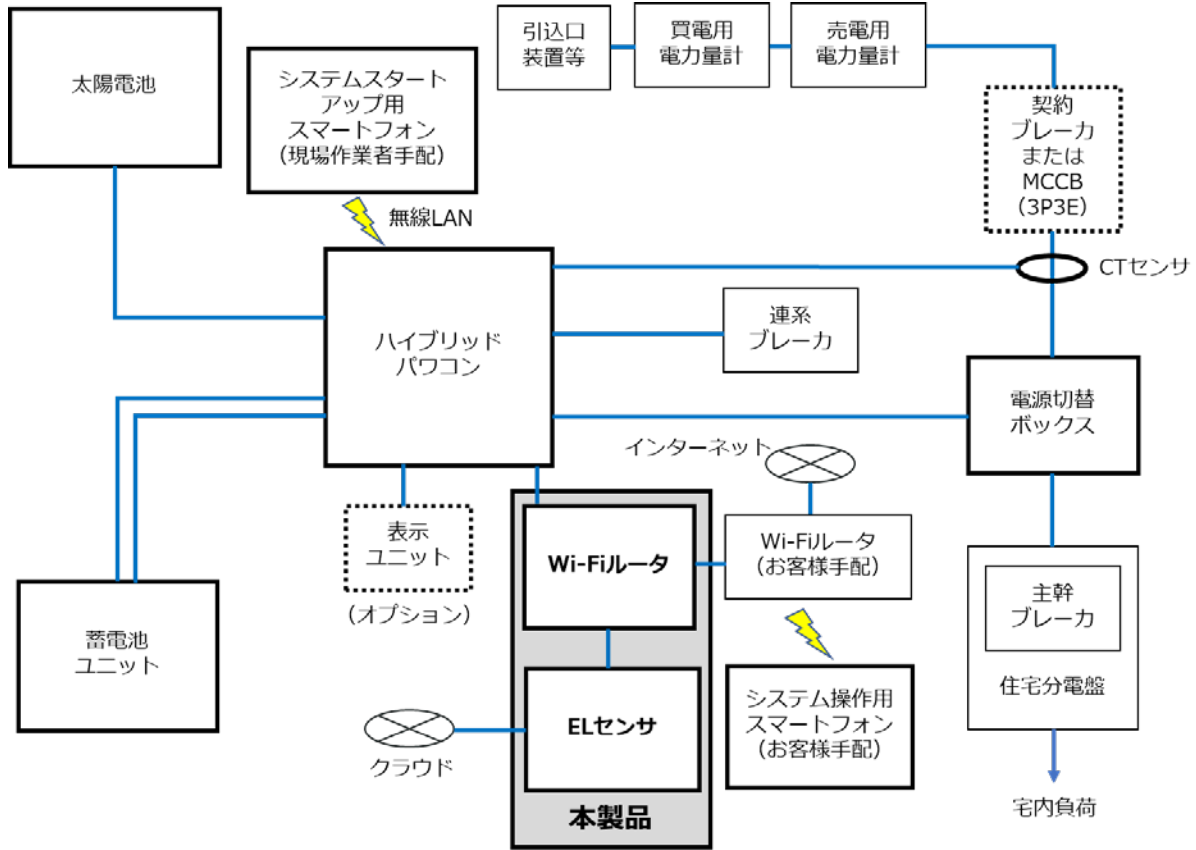 太陽電池
システムスタート
アップ用
スマートフォン
（現場作業者手配）
無線LAN
引込口
装置等
買電用
電力量計
売電用
電力量計
契約
ブレーカ
または
MCCB
（3P3E）
CTセンサ
ハイブリッド
パワコン
連系
ブレーカ
電源切替
ボックス
インターネット
表示
ユニット
（オプション）
Wi-Fiルータ
Wi-Fiルータ
（お客様手配）
主幹
ブレーカ
住宅分電盤
宅内負荷
蓄電池
ユニット
ELセンサ
クラウド
システム操作用
スマートフォン
（お客様手配）
本製品